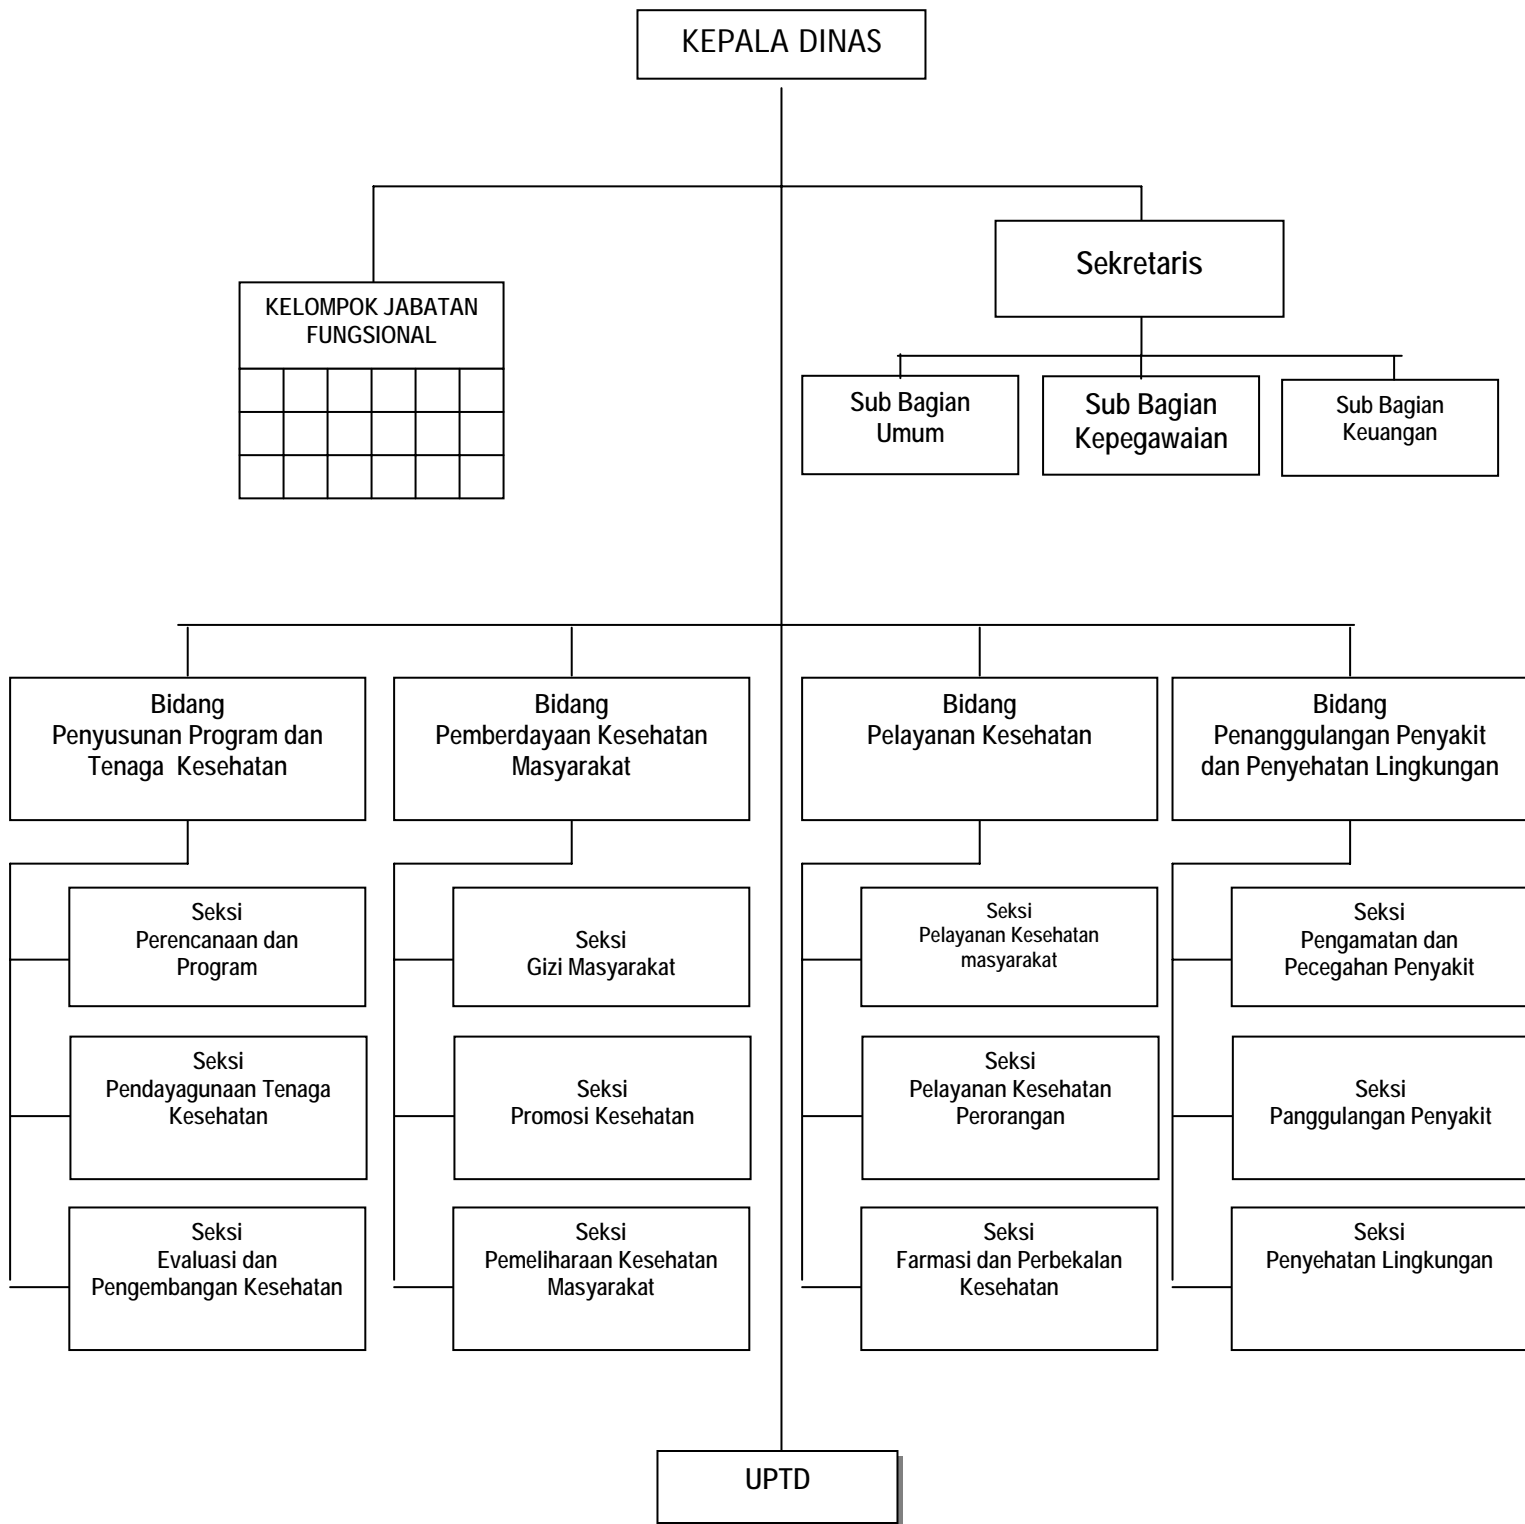 KEPALA DINAS
Sekretaris
KELOMPOK JABATAN
FUNGSIONAL
Sub Bagian
Umum
Sub Bagian
Kepegawaian
Sub Bagian
Keuangan
Bidang
Penyusunan Program dan
Tenaga Kesehatan
Bidang
Pemberdayaan Kesehatan
Masyarakat
Bidang
Pelayanan Kesehatan
Bidang
Penanggulangan Penyakit
dan Penyehatan Lingkungan
Seksi
Perencanaan dan
Program
Seksi
Gizi Masyarakat
Seksi
Pelayanan Kesehatan
masyarakat
Seksi
Pengamatan dan
Pecegahan Penyakit
Seksi
Pendayagunaan Tenaga
Kesehatan
Seksi
Promosi Kesehatan
Seksi
Pelayanan Kesehatan
Perorangan
Seksi
Panggulangan Penyakit
Seksi
Evaluasi dan
Pengembangan Kesehatan
Seksi
Pemeliharaan Kesehatan
Masyarakat
Seksi
Farmasi dan Perbekalan
Kesehatan
Seksi
Penyehatan Lingkungan
UPTD